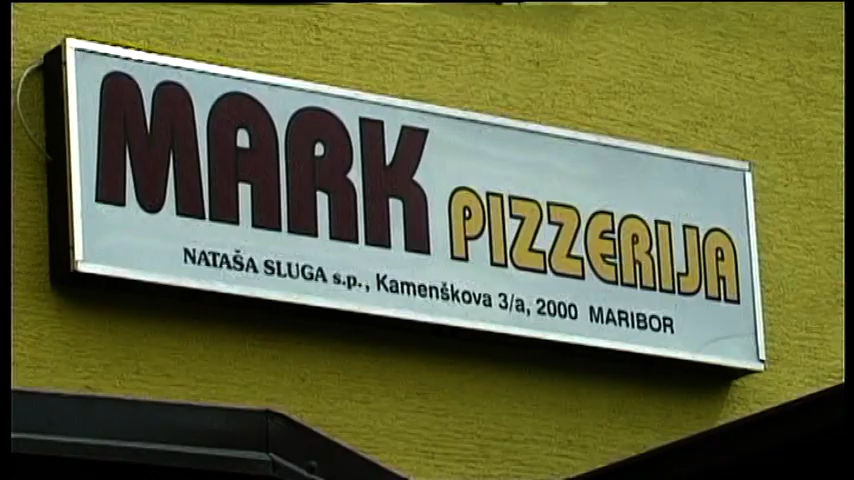 MARK PIZZERIJA
NATAŠA SLUGA s.p., Kamenškova 3/a, 2000 MARIBOR